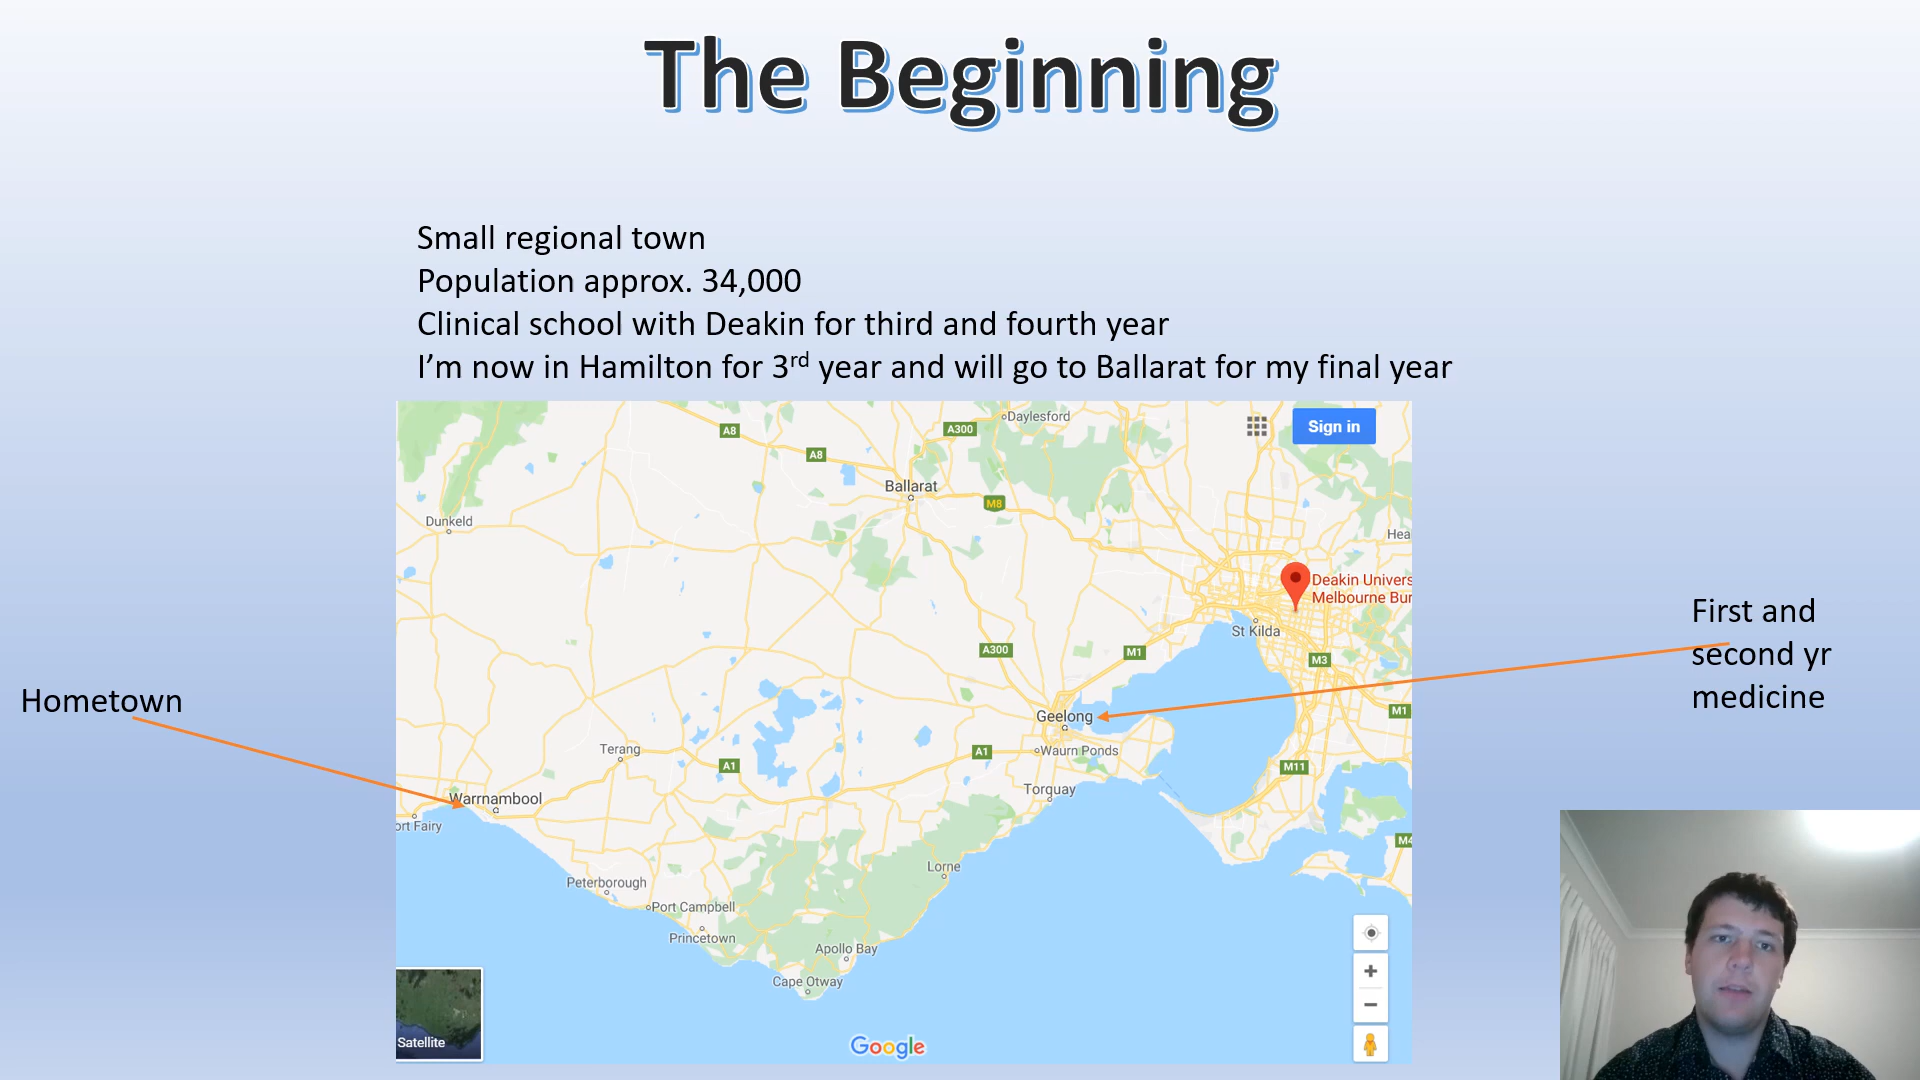 The Beginning
Small regional town
Population approx. 34,000
Clinical school with Deakin for third and fourth year
I'm now in Hamilton for 3rd year and will go to Ballarat for my final year
Daylesford
A8
A300
Sign in
A8
Ballarat
M8
Dunkeld
Hea
Deakin Univers
Melbourne Bur
First and
second yr
medicine
St Kilda
A300
M1
M3
Hometown
Geelong
M1
Terang
A1
A1
Waurn Ponds
M11
Torquay
Warrnambool
ort Fairy
M4
Lorne
Peterborough
Port Campbell
Princetown
Apollo Bay
Cape Otway
Satellite
Google